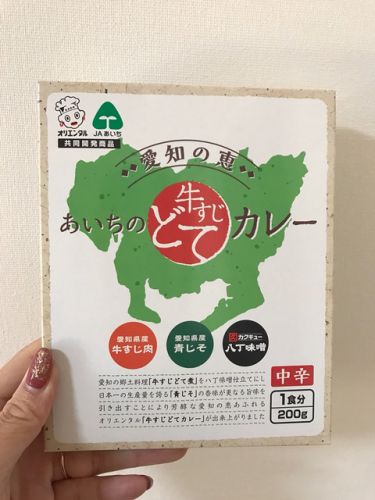 オリエンタル
JAあいち
共同開発商品
愛知の恵
あいちの牛すじどてカレー
愛知県産
牛すじ肉
愛知県産
青じそ
カクキュー
八丁味噌
愛知の郷土料理「牛すじどて煮」を八丁味噌仕立てにし
日本一の生産量を誇る「青じそ」の香味が更なる旨味を
引き出すことにより芳醇な愛知の恵あふれる
オリエンタル「牛すじどてカレー」が出来上がりました
中辛
1食分
200g